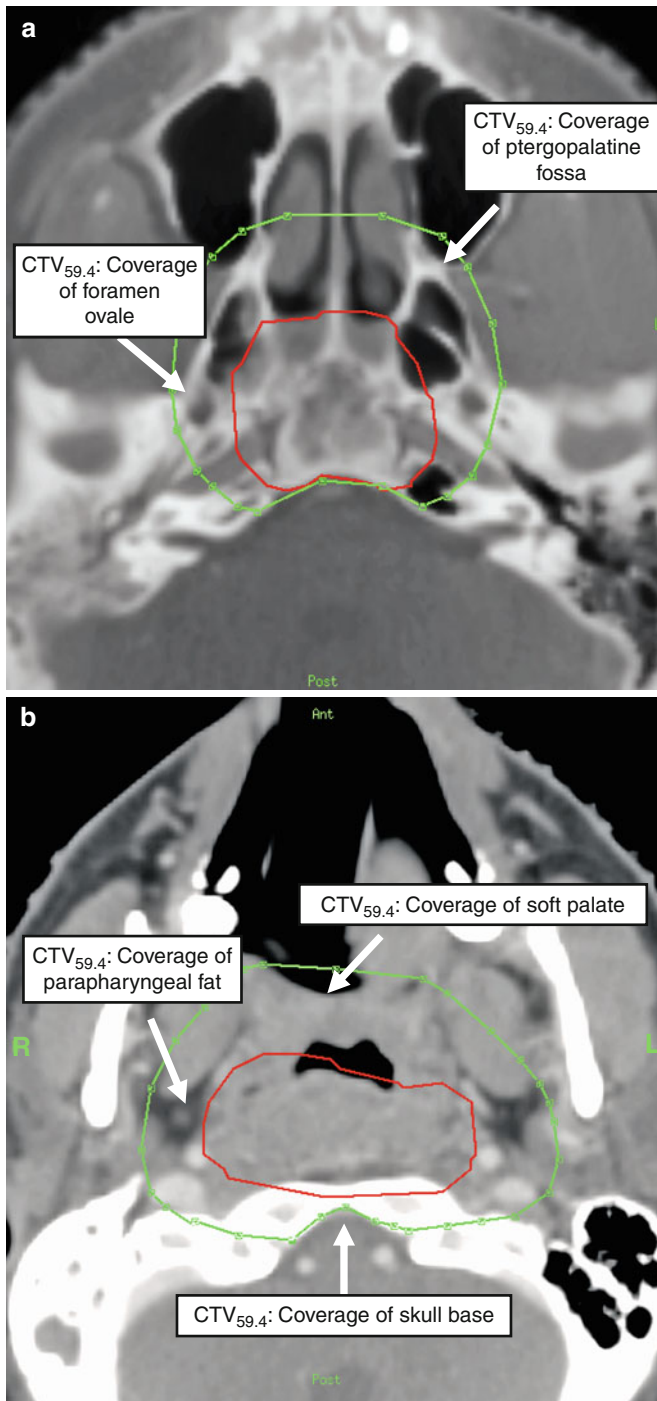 a
CTV59.4: Coverage
of ptergopalatine
fossa
CTV59.4: Coverage
of foramen
ovale
Post
b
Ant
CTV59.4: Coverage of soft palate
CTV59.4: Coverage of
parapharyngeal fat
R
L
CTV59.4: Coverage of skull base
Post